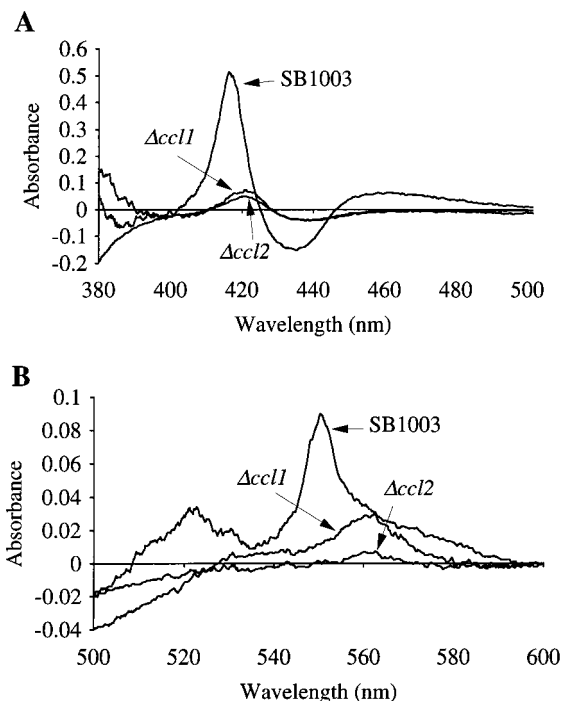 A
0.6
0.5
0.4
0.3
0.2
0.1
0
-0.1
-0.2
Absorbance
SB1003
Δccl1
Δccl2
380 400 420 440 460 480 500
Wavelength (nm)
B
0.1
0.08
0.06
0.04
0.02
0
-0.02
-0.04
Absorbance
SB1003
Δccl1
Δccl2
500 520 540 560 580 600
Wavelength (nm)